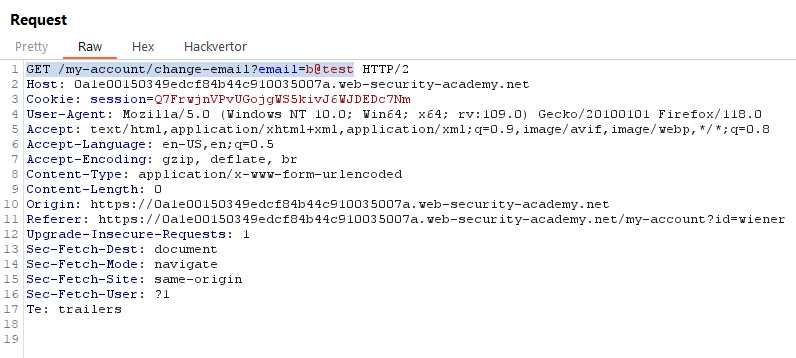 Request
Pretty Raw Hex Hackvertor
1 GET /my-account/change-email?email=b@test HTTP/2
2 Host: 0a1e00150349edcf84b44c910035007a.web-security-academy.net
3 Cookie: session=Q7FrwjnVPvUGojgWS5kivJ6WJDEDc7Nm
4 User-Agent: Mozilla/5.0 (Windows NT 10.0; Win64; x64; rv:109.0) Gecko/20100101 Firefox/118.0
5 Accept: text/html,application/xhtml+xml,application/xml;q=0.9,image/avif,image/webp,*/*;q=0.8
6 Accept-Language: en-US,en;q=0.5
7 Accept-Encoding: gzip, deflate, br
8 Content-Type: application/x-www-form-urlencoded
9 Content-Length: 0
10 Origin: https://0a1e00150349edcf84b44c910035007a.web-security-academy.net
11 Referer: https://0a1e00150349edcf84b44c910035007a.web-security-academy.net/my-account?id=wiener
12 Upgrade-Insecure-Requests: 1
13 Sec-Fetch-Dest: document
14 Sec-Fetch-Mode: navigate
15 Sec-Fetch-Site: same-origin
16 Sec-Fetch-User: ?1
17 Te: trailers
18
19